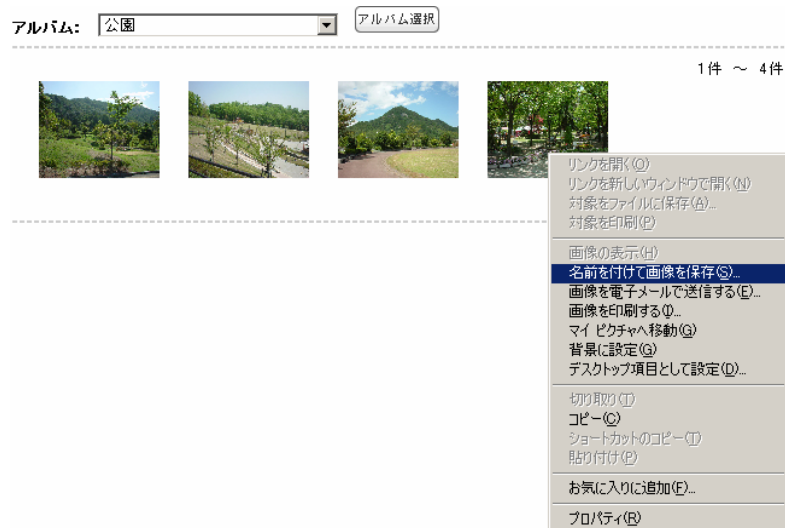 アルバム: 公園 アルバム選択
1件 ～ 4件
リンクを開く(O)
リンクを新しいウィンドウで開く(N)
対象をファイルに保存(A)...
対象を印刷(P)
画像の表示(H)
名前を付けて画像を保存(S)...
画像を電子メールで送信する(E)...
画像を印刷する(I)...
マイ ピクチャへ移動(G)
背景に設定(G)
デスクトップ項目として設定(D)...
切り取り(T)
コピー(C)
ショートカットのコピー(T)
貼り付け(P)
お気に入りに追加(F)...
プロパティ(R)